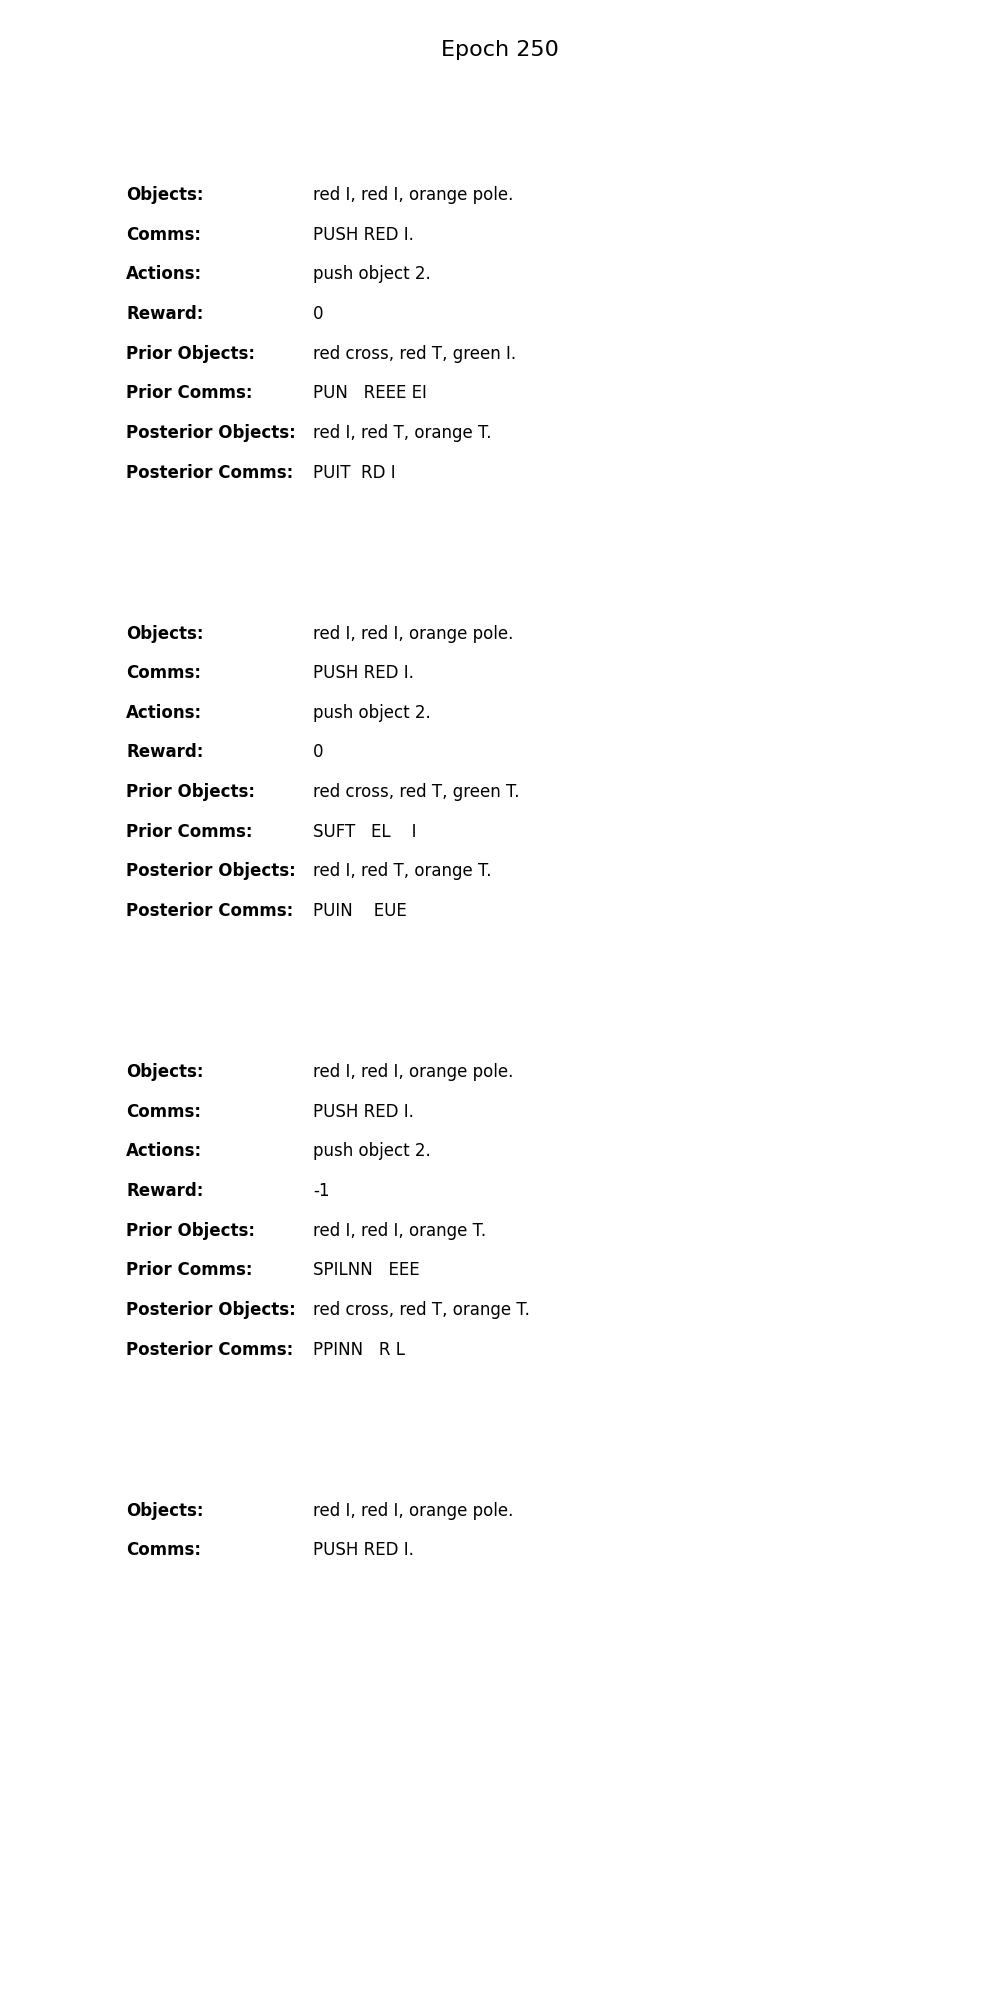 Epoch 250
Objects: red I, red I, orange pole.
Comms: PUSH RED I.
Actions: push object 2.
Reward: 0
Prior Objects: red cross, red T, green I.
Prior Comms: PUN   REEE EI
Posterior Objects: red I, red T, orange T.
Posterior Comms: PUIT  RD I
Objects: red I, red I, orange pole.
Comms: PUSH RED I.
Actions: push object 2.
Reward: 0
Prior Objects: red cross, red T, green T.
Prior Comms: SUFT   EL    I
Posterior Objects: red I, red T, orange T.
Posterior Comms: PUIN    EUE
Objects: red I, red I, orange pole.
Comms: PUSH RED I.
Actions: push object 2.
Reward: -1
Prior Objects: red I, red I, orange T.
Prior Comms: SPILNN   EEE
Posterior Objects: red cross, red T, orange T.
Posterior Comms: PPINN   R L
Objects: red I, red I, orange pole.
Comms: PUSH RED I.